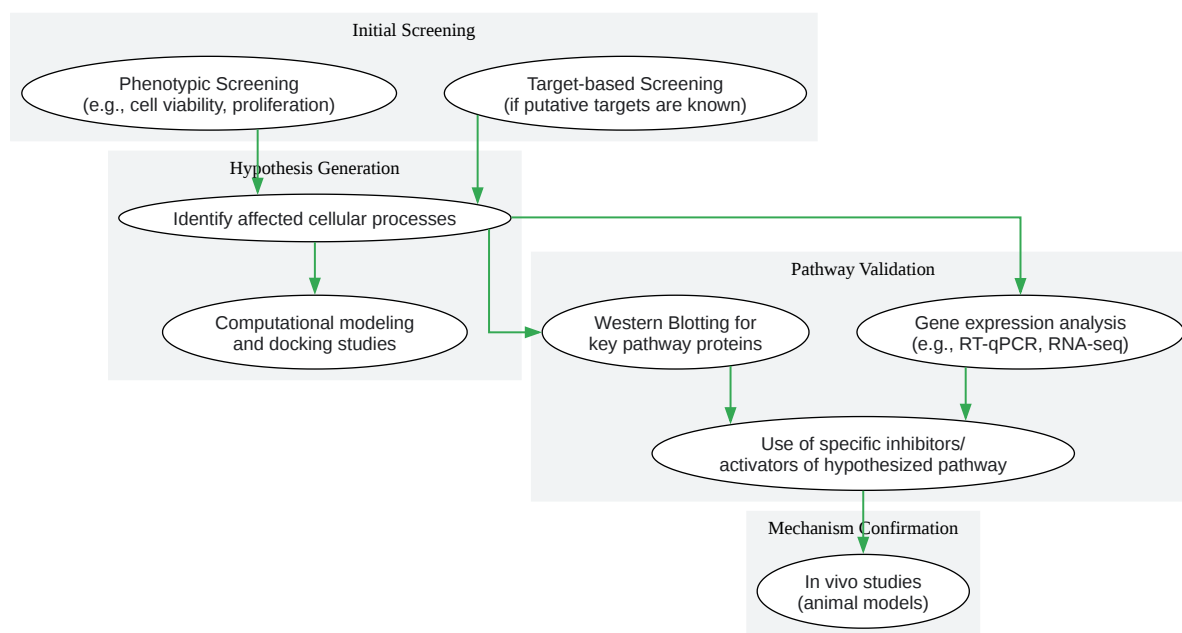 Initial Screening
Phenotypic Screening
(e.g., cell viability, proliferation)
Target-based Screening
(if putative targets are known)
Hypothesis Generation
Identify affected cellular processes
Computational modeling
and docking studies
Pathway Validation
Western Blotting for
key pathway proteins
Gene expression analysis
(e.g., RT-qPCR, RNA-seq)
Use of specific inhibitors/
activators of hypothesized pathway
Mechanism Confirmation
In vivo studies
(animal models)